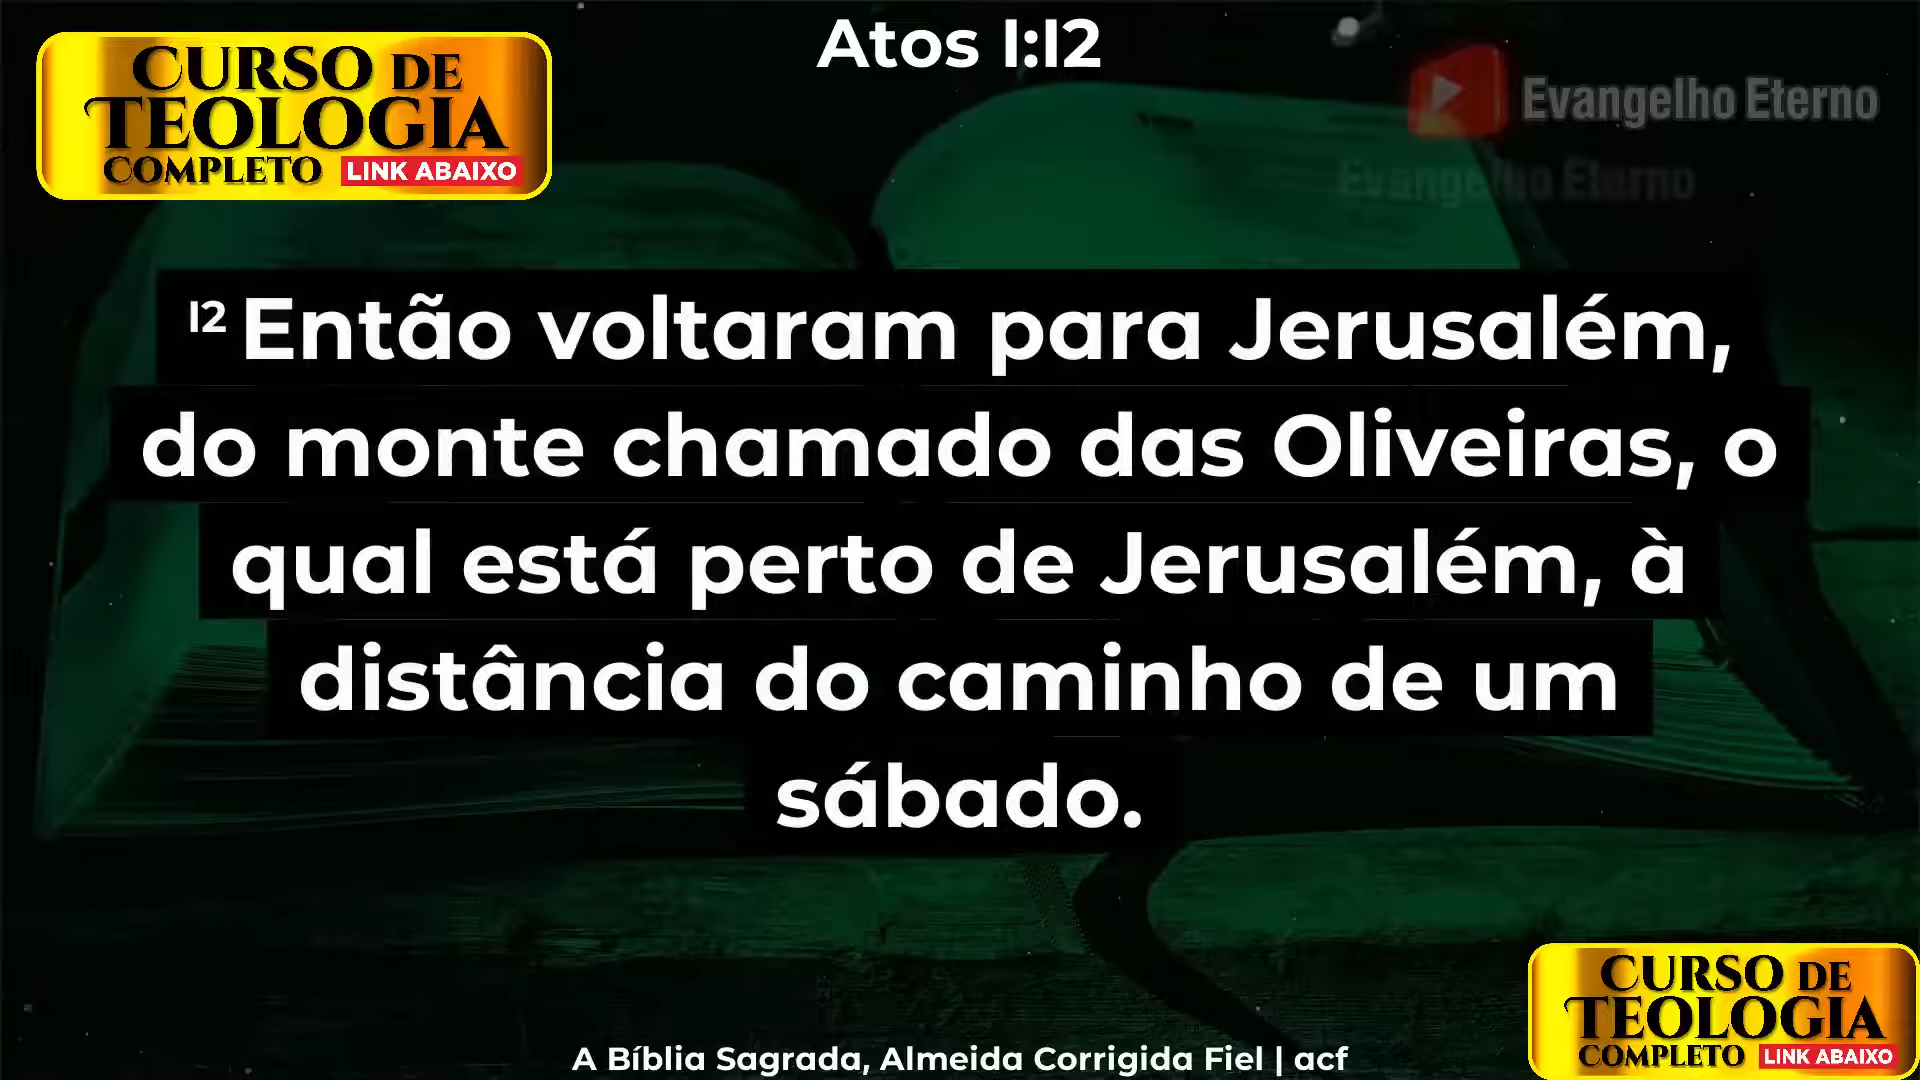 Atos 1:12
CURSO DE
TEOLOGIA
COMPLETO LINK ABAIXO
Evangelho Eterno
Evangelho Eterno
12 Então voltaram para Jerusalém,
do monte chamado das Oliveiras, o
qual está perto de Jerusalém, à
distância do caminho de um
sábado.
CURSO DE
TEOLOGIA
COMPLETO LINK ABAIXO
A Bíblia Sagrada, Almeida Corrigida Fiel | acf